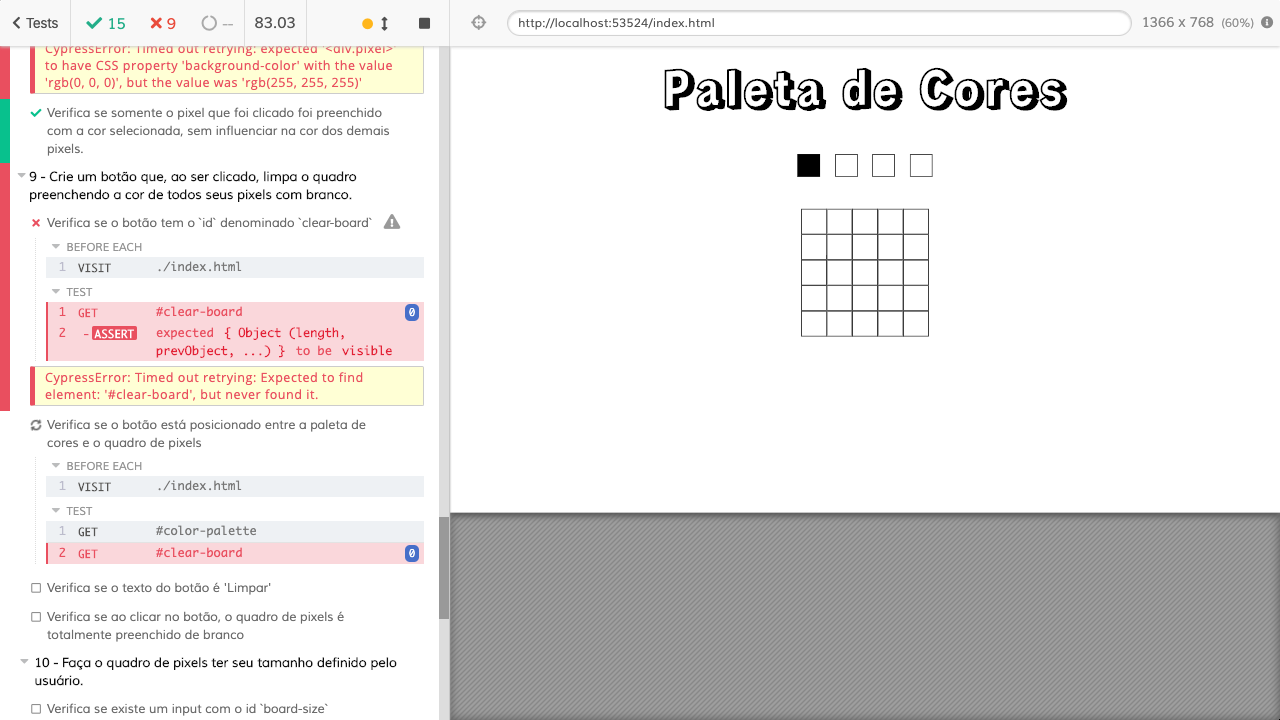 Tests 15 9 -- 83.03 http://localhost:53524/index.html 1366 x 768 (60%)
CypressError: Timed out retrying: expected '<div.pixel>'
to have CSS property 'background-color' with the value
'rgb(0, 0, 0)', but the value was 'rgb(255, 255, 255)'
Verifica se somente o pixel que foi clicado foi preenchido
com a cor selecionada, sem influenciar na cor dos demais
pixels.
9 - Crie um botão que, ao ser clicado, limpa o quadro
preenchendo a cor de todos seus pixels com branco.
Verifica se o botão tem o `id` denominado `clear-board`
BEFORE EACH
1 VISIT ./index.html
TEST
1 GET #clear-board 0
2 -ASSERT expected { Object (length,
prevObject, ...) } to be visible
CypressError: Timed out retrying: Expected to find
element: '#clear-board', but never found it.
Verifica se o botão está posicionado entre a paleta de
cores e o quadro de pixels
BEFORE EACH
1 VISIT ./index.html
TEST
1 GET #color-palette
2 GET #clear-board 0
Verifica se o texto do botão é 'Limpar'
Verifica se ao clicar no botão, o quadro de pixels é
totalmente preenchido de branco
10 - Faça o quadro de pixels ter seu tamanho definido pelo
usuário.
Verifica se existe um input com o id `board-size`
Paleta de Cores